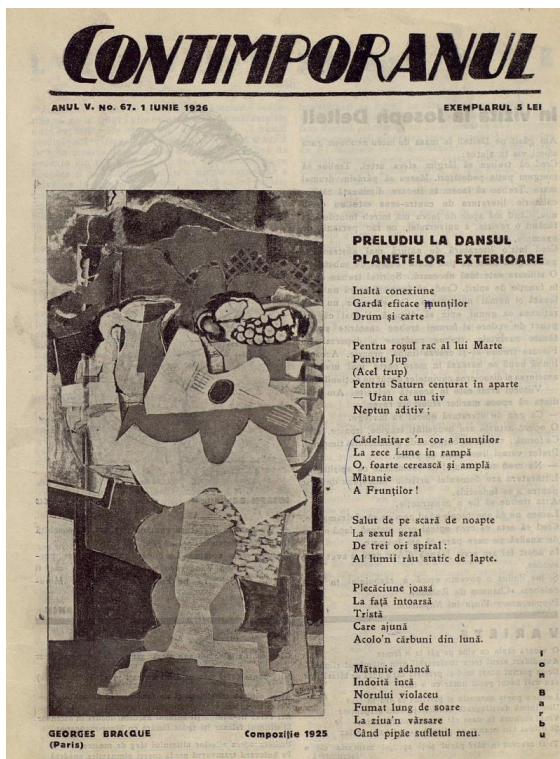 CONTIMPORANUL
ANUL V. No. 67. 1 IUNIE 1926
EXEMPLARUL 5 LEI
PRELUDIU LA DANSUL
PLANETELOR EXTERIOARE
Inaltă conexiune
Gardă eficace munților
Drum și carte
Pentru roșul rac al lui Marte
Pentru Jup
(Acel trup)
Pentru Saturn centurat în aparte
— Uran ca un tiv
Neptun aditiv ;
Cădelnițare 'n cor a nunților
La zece Lune în rampă
O, foarte cerească și amplă
Mătanie
A Frunților !
Salut de pe scară de noapte
La sexul seral
De trei ori spiral :
Al lumii rău static de lapte.
Plecăciune joasă
La față întoarsă
Tristă
Care ajună
Acolo'n cărbuni din lună.
Mătanie adâncă
Indoită încă
Norului violaceu
Fumat lung de soare
La ziua'n vărsare
Când pipăe sufletul meu
Ion Barbu
GEORGES BRACQUE
(Paris)
Compoziție 1925